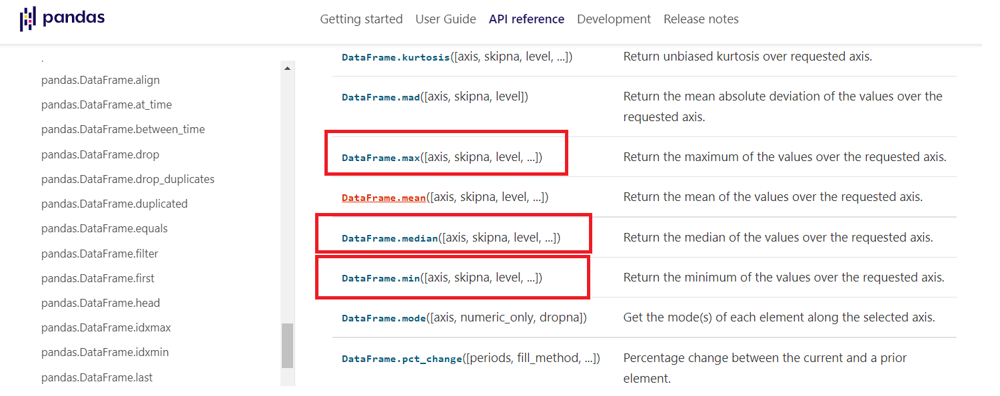 pandas
Getting started User Guide API reference Development Release notes
pandas.DataFrame.align
pandas.DataFrame.at_time
pandas.DataFrame.between_time
pandas.DataFrame.drop
pandas.DataFrame.drop_duplicates
pandas.DataFrame.duplicated
pandas.DataFrame.equals
pandas.DataFrame.filter
pandas.DataFrame.first
pandas.DataFrame.head
pandas.DataFrame.idxmax
pandas.DataFrame.idxmin
pandas.DataFrame.last
DataFrame.kurtosis([axis, skipna, level, ...]) Return unbiased kurtosis over requested axis.
DataFrame.mad([axis, skipna, level]) Return the mean absolute deviation of the values over the
requested axis.
DataFrame.max([axis, skipna, level, ...]) Return the maximum of the values over the requested axis.
DataFrame.mean([axis, skipna, level, ...]) Return the mean of the values over the requested axis.
DataFrame.median([axis, skipna, level, ...]) Return the median of the values over the requested axis.
DataFrame.min([axis, skipna, level, ...]) Return the minimum of the values over the requested axis.
DataFrame.mode([axis, numeric_only, dropna]) Get the mode(s) of each element along the selected axis.
DataFrame.pct_change([periods, fill_method, ...]) Percentage change between the current and a prior
element.